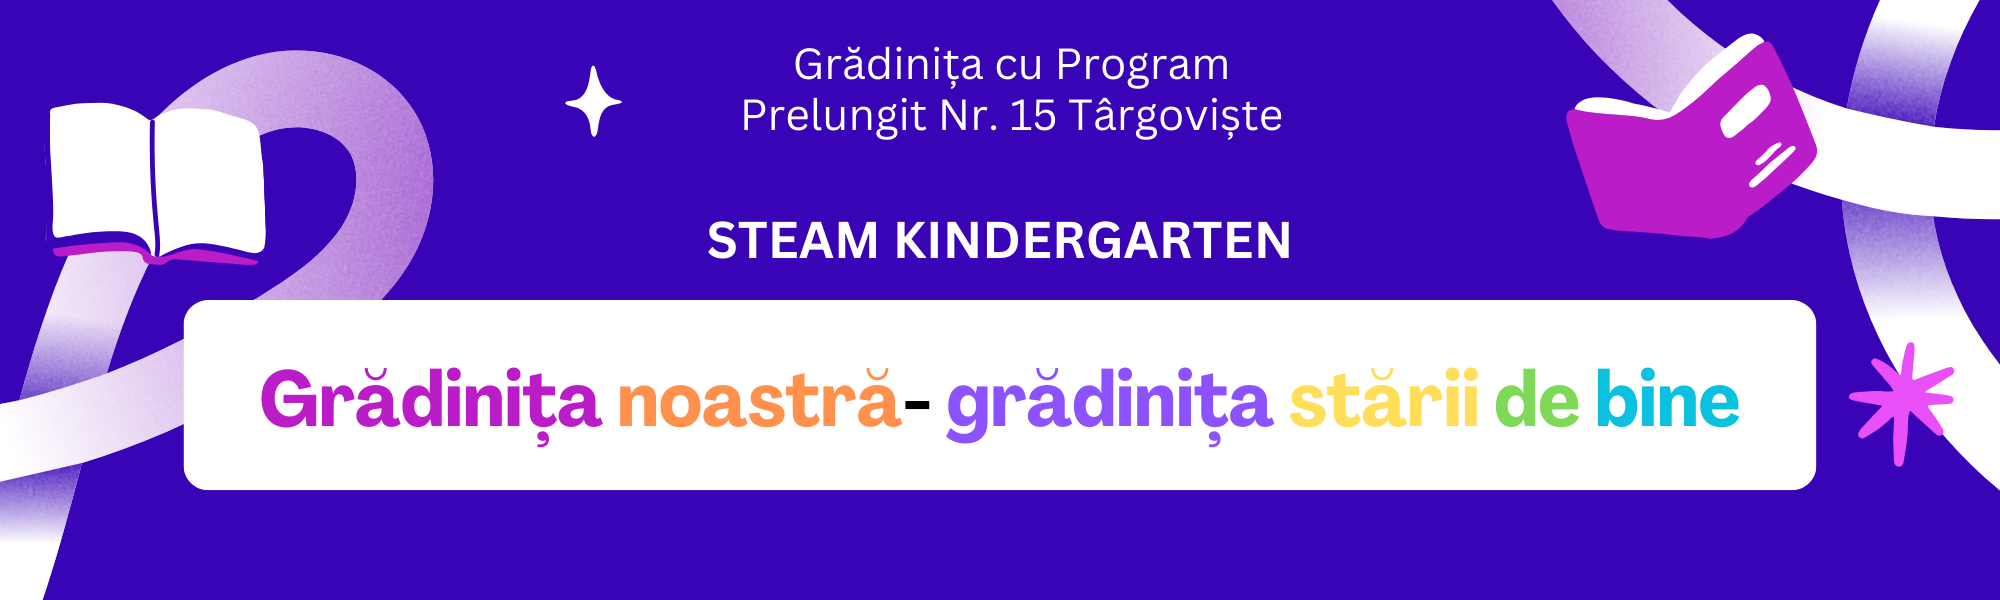 Grădinița cu Program
Prelungit Nr. 15 Târgoviște
STEAM KINDERGARTEN
Grădinița noastră- grădinița stării de bine